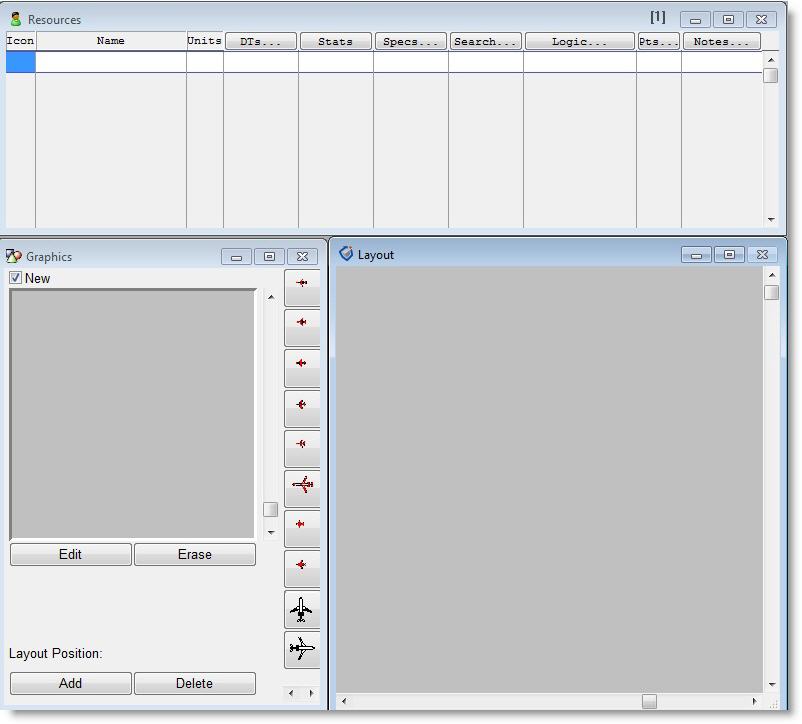 Resources [1]
Icon Name Units DTs... Stats Specs... Search... Logic... Pts... Notes...
Graphics
Layout
New
Edit Erase
Layout Position:
Add Delete